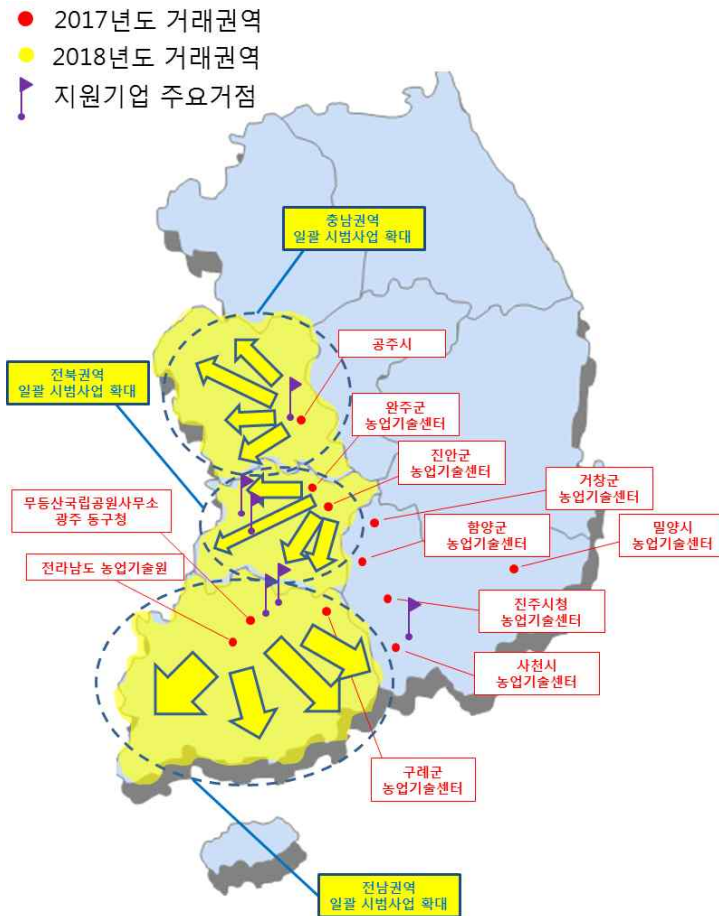 2017년도 거래권역
2018년도 거래권역
지원기업 주요거점
충남권역
일괄 시범사업 확대
공주시
전북권역
일괄 시범사업 확대
완주군
농업기술센터
진안군
농업기술센터
거창군
농업기술센터
무등산국립공원사무소
광주 동구청
함양군
농업기술센터
밀양시
농업기술센터
전라남도 농업기술원
진주시청
농업기술센터
사천시
농업기술센터
구례군
농업기술센터
전남권역
일괄 시범사업 확대